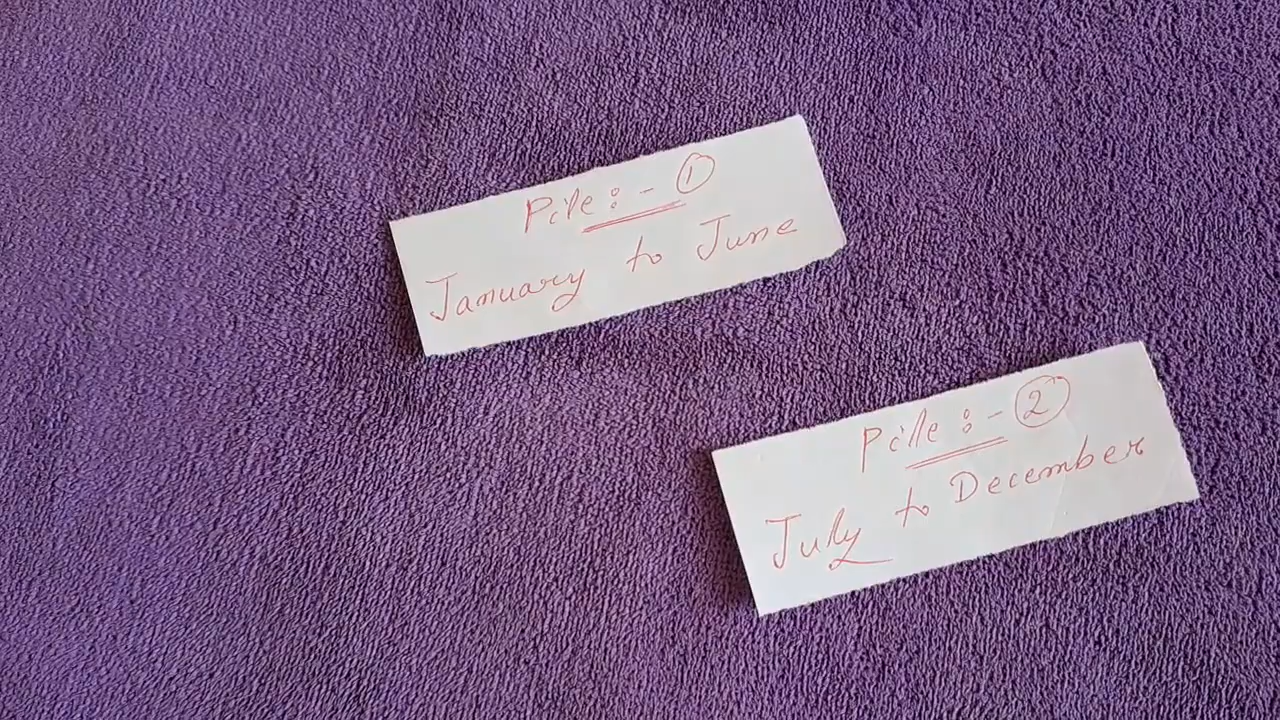 Pile:- ①
January to June
Pile:- ②
July to December